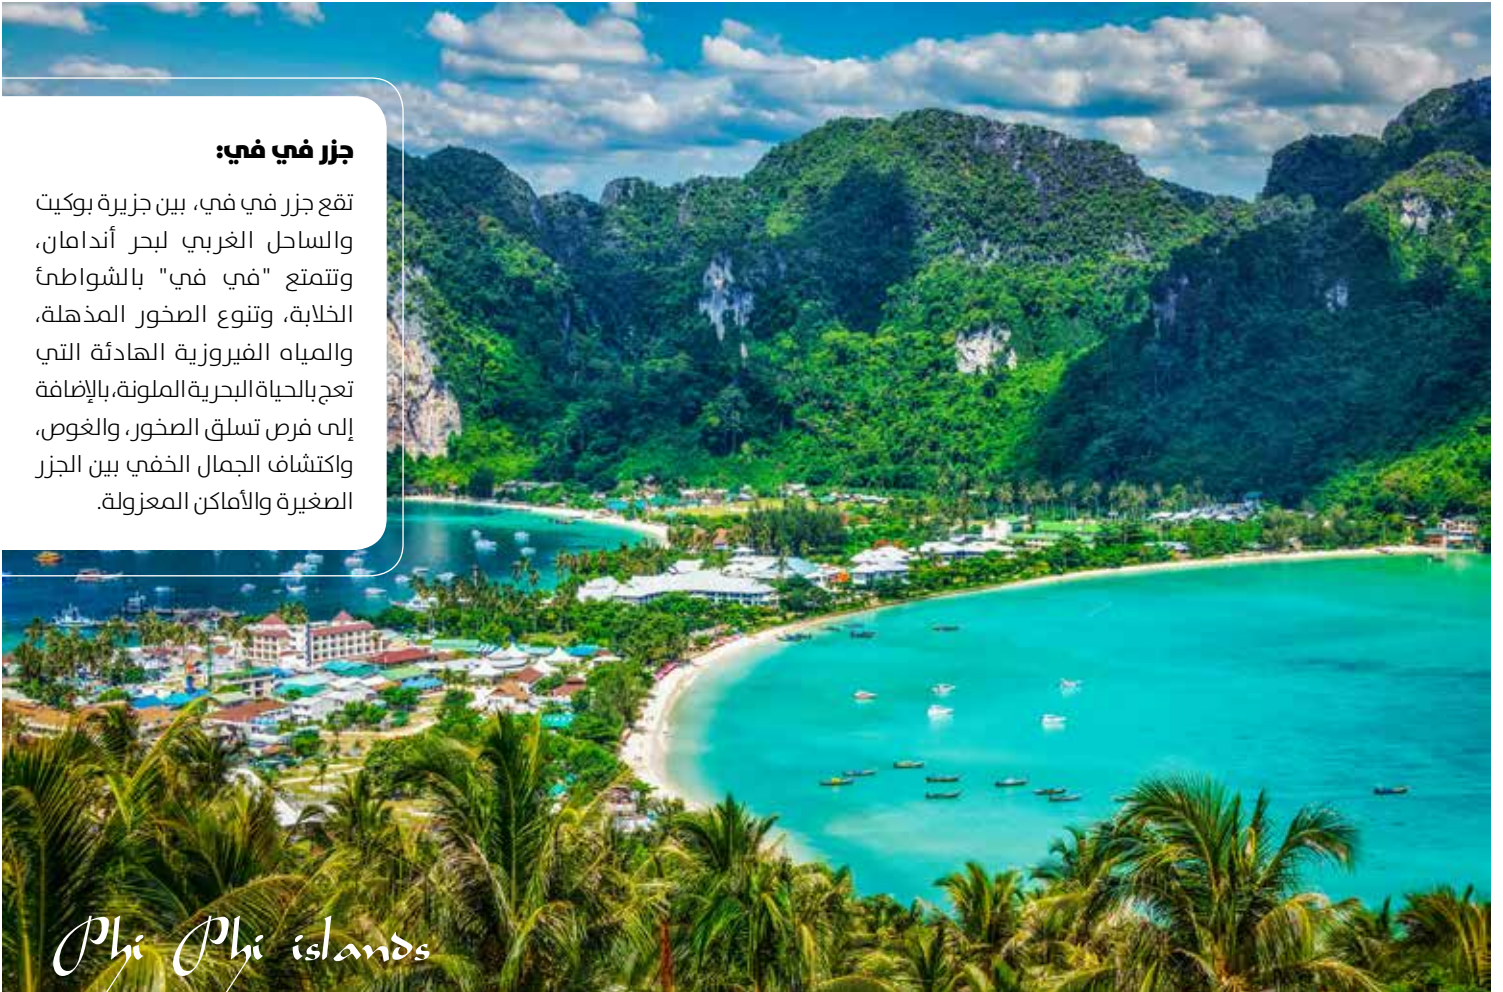 جزر في في:
تقع جزر في في، بين جزيرة بوكيت
والساحل الغربي لبحر أندامان،
وتتمتع "في في" بالشواطئ
الخلابة، وتنوع الصخور المذهلة،
والمياه الفيروزية الهادئة التي
تعج بالحياة البحرية الملونة، بالإضافة
إلى فرص تسلق الصخور، والغوص،
واكتشاف الجمال الخفي بين الجزر
الصغيرة والأماكن المعزولة.
Phi Phi islands